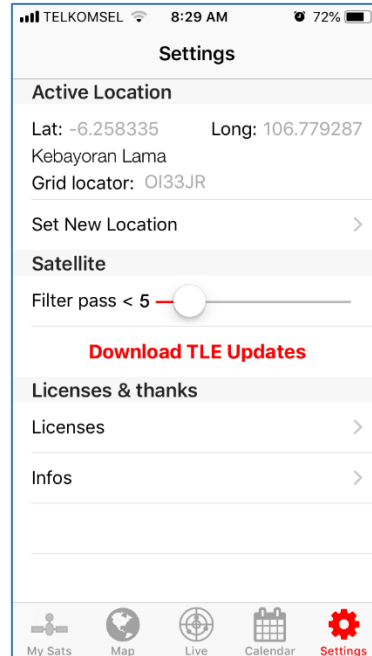 TELKOMSEL 8:29 AM 72%
Settings
Active Location
Lat: -6.258335 Long: 106.779287
Kebayoran Lama
Grid locator: OI33JR
Set New Location
Satellite
Filter pass < 5
Download TLE Updates
Licenses & thanks
Licenses
Infos
My Sats Map Live Calendar Settings